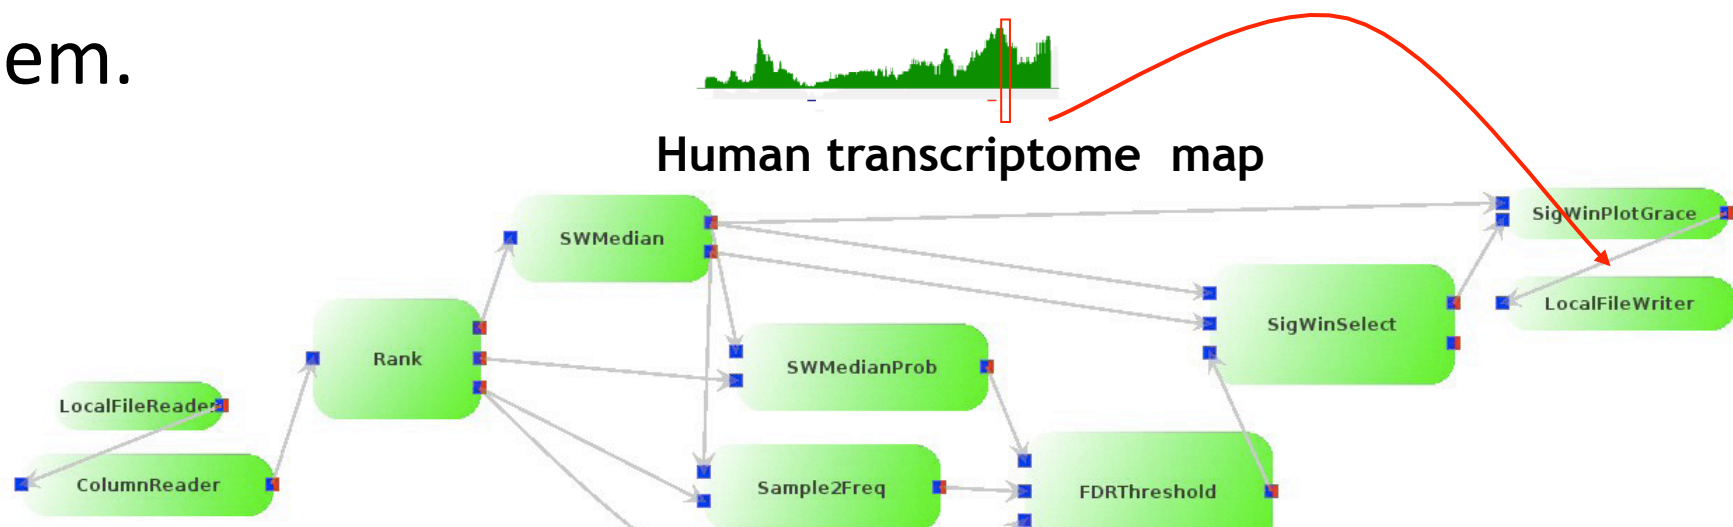 em.
Human transcriptome map
SWMedian
SigWinPlotGrace
LocalFileWriter
SigWinSelect
Rank
SWMedianProb
LocalFileReader
ColumnReader
Sample2Freq
FDRThreshold